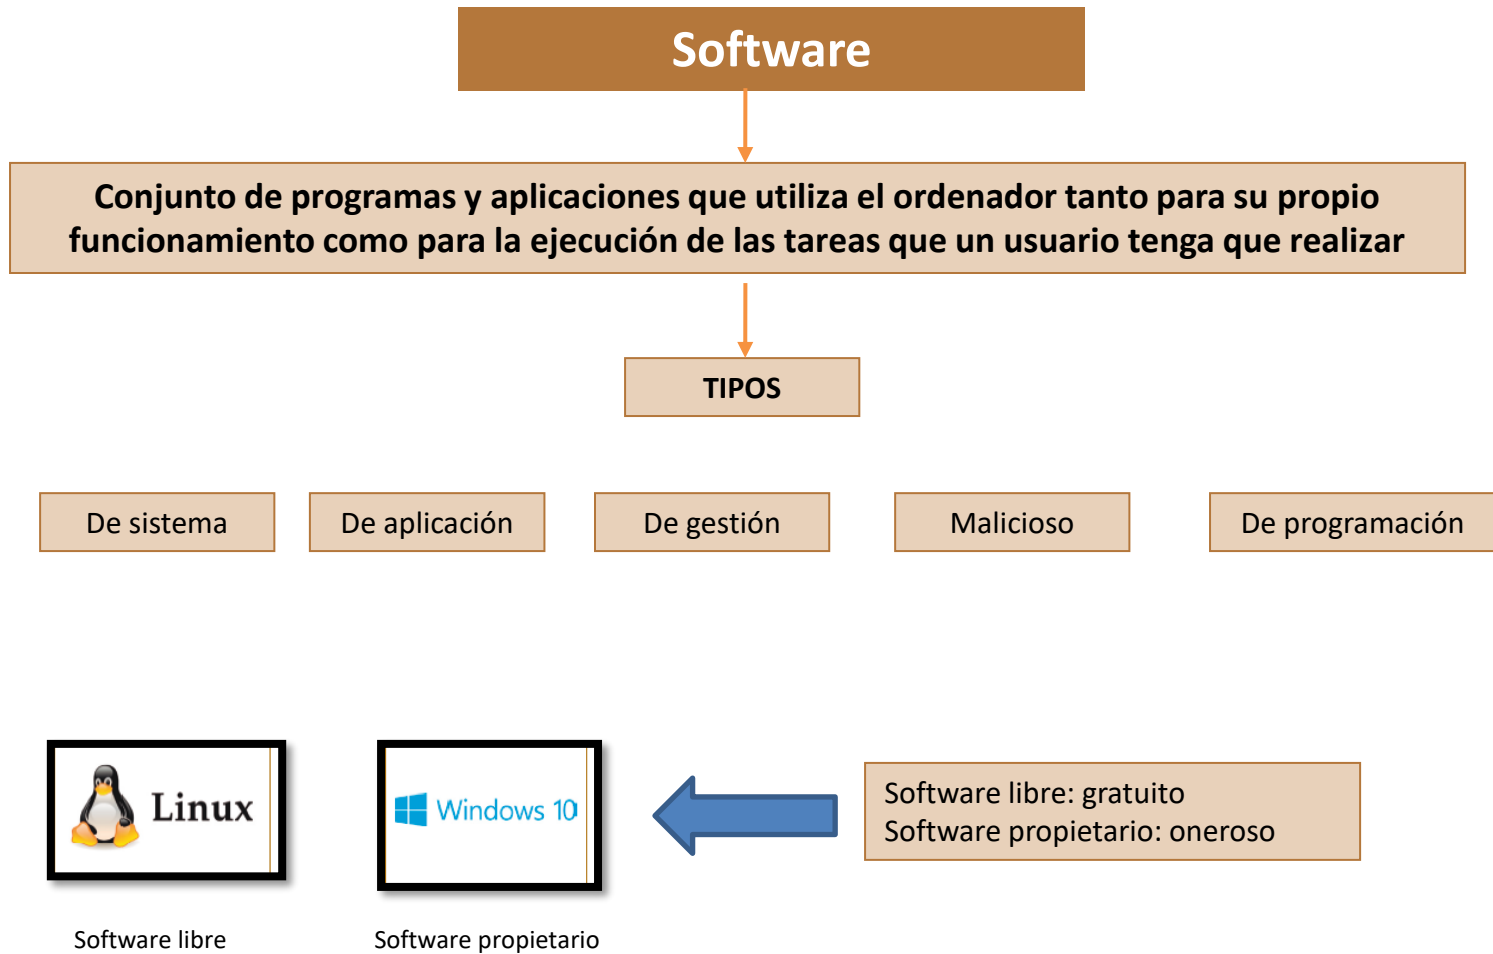 Software
Conjunto de programas y aplicaciones que utiliza el ordenador tanto para su propio
funcionamiento como para la ejecución de las tareas que un usuario tenga que realizar
TIPOS
De sistema
De aplicación
De gestión
Malicioso
De programación
Linux
Windows 10
Software libre: gratuito
Software propietario: oneroso
Software libre
Software propietario